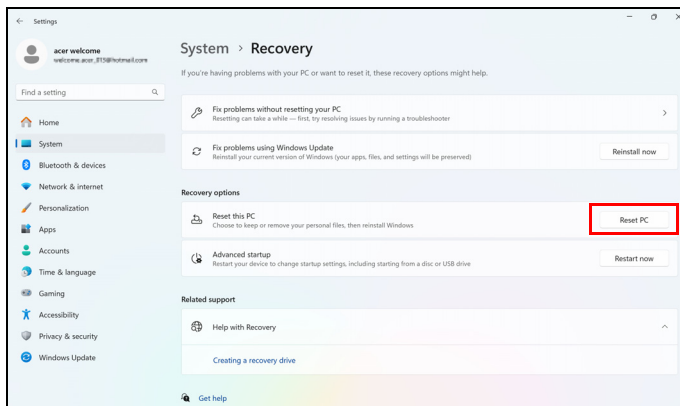 Settings
acer welcome
System > Recovery
If you're having problems with your PC or want to reset it, these recovery options might help.
Find a setting
Home
System
Bluetooth & devices
Network & internet
Personalization
Apps
Accounts
Time & language
Gaming
Accessibility
Privacy & security
Windows Update
Fix problems without resetting your PC
Resetting can take a while — first, try resolving issues by running a troubleshooter
Fix problems using Windows Update
Reinstall your current version of Windows (your apps, files, and settings will be preserved)
Reinstall now
Recovery options
Reset this PC
Choose to keep or remove your personal files, then reinstall Windows
Reset PC
Advanced startup
Restart your device to change startup settings, including starting from a disc or USB drive
Restart now
Related support
Help with Recovery
Creating a recovery drive
Get help